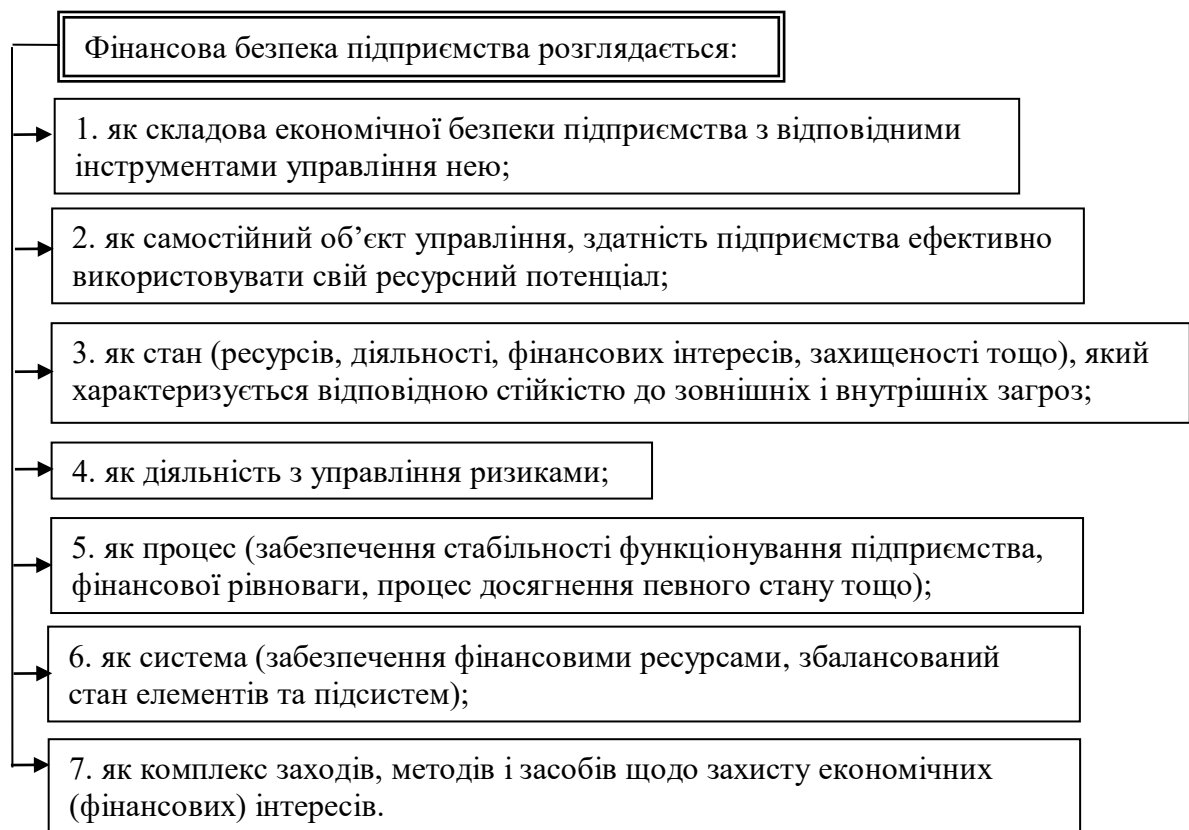 Фінансова безпека підприємства розглядається:
1. як складова економічної безпеки підприємства з відповідними
інструментами управління нею;
2. як самостійний об’єкт управління, здатність підприємства ефективно
використовувати свій ресурсний потенціал;
3. як стан (ресурсів, діяльності, фінансових інтересів, захищеності тощо), який
характеризується відповідною стійкістю до зовнішніх і внутрішніх загроз;
4. як діяльність з управління ризиками;
5. як процес (забезпечення стабільності функціонування підприємства,
фінансової рівноваги, процес досягнення певного стану тощо);
6. як система (забезпечення фінансовими ресурсами, збалансований
стан елементів та підсистем);
7. як комплекс заходів, методів і засобів щодо захисту економічних
(фінансових) інтересів.